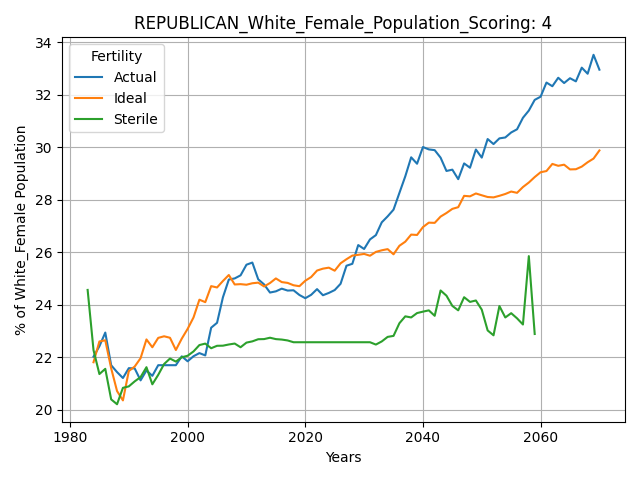 REPUBLICAN_White_Female_Population_Scoring: 4
Fertility
Actual
Ideal
Sterile
% of White_Female Population
34
32
30
28
26
24
22
20
1980
2000
2020
2040
2060
Years